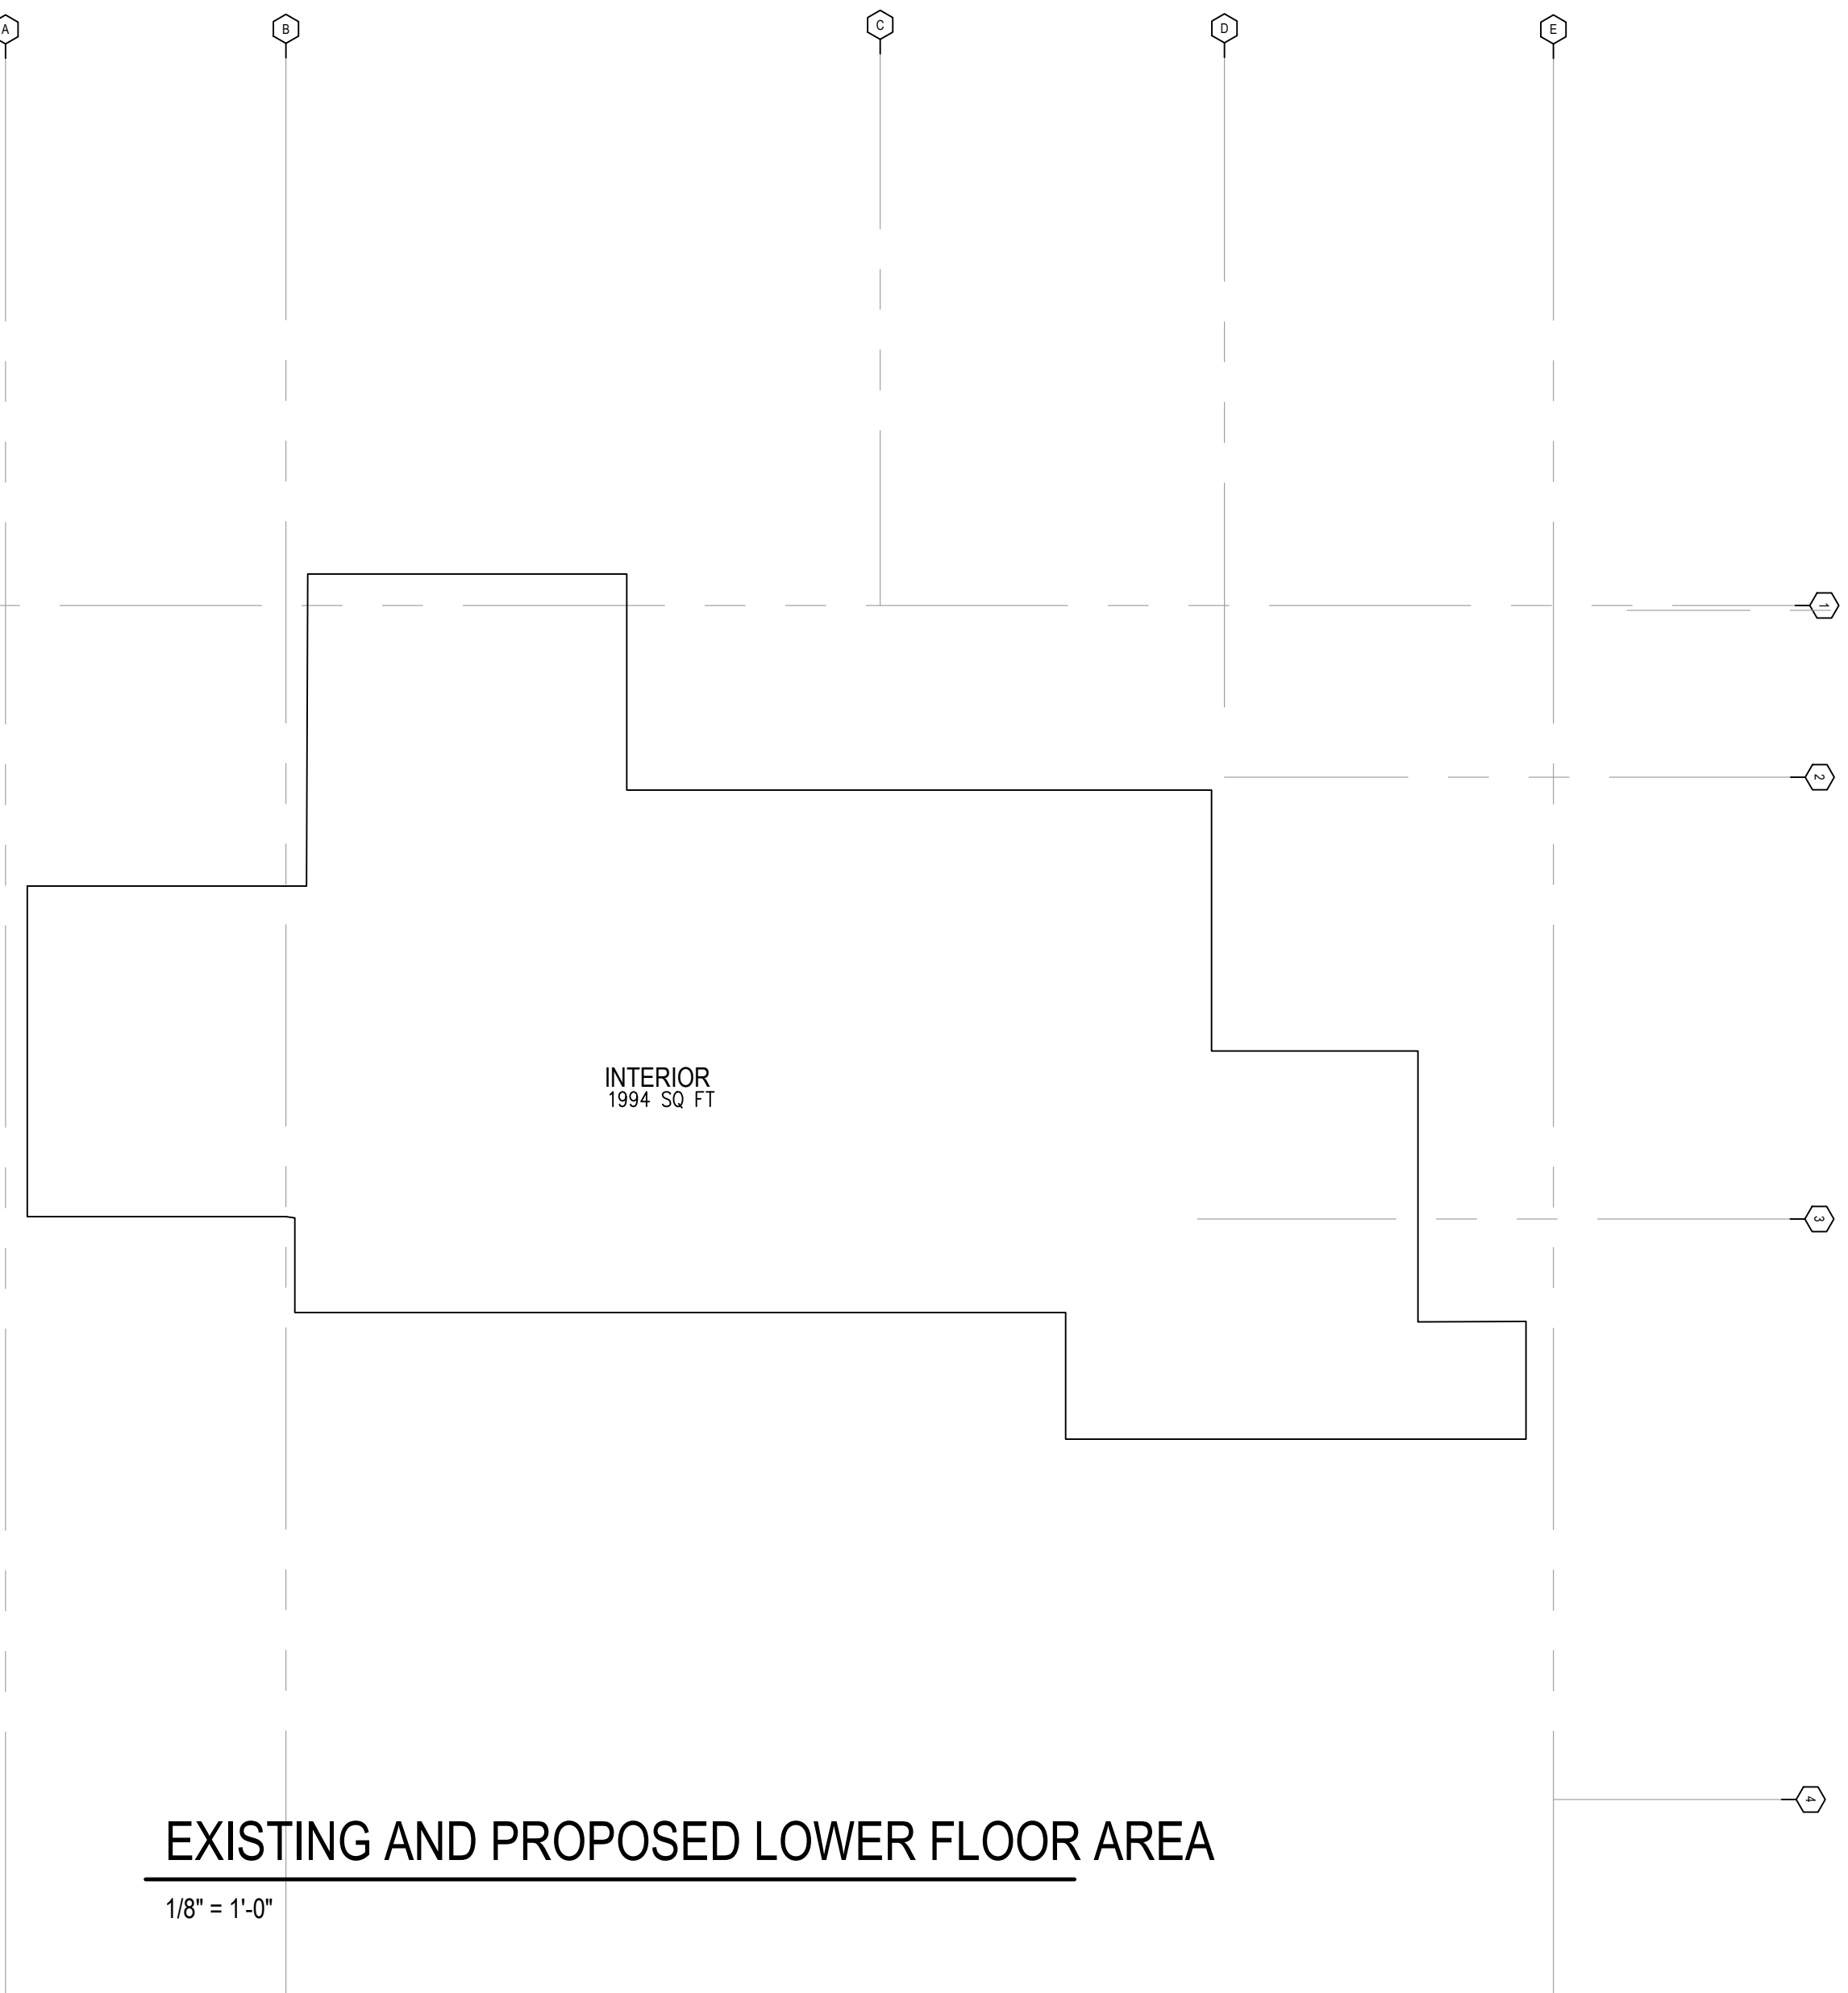 A
B
C
D
E
1
2
INTERIOR
1994 SQ FT
3
4
EXISTING AND PROPOSED LOWER FLOOR AREA
1/8" = 1'-0"